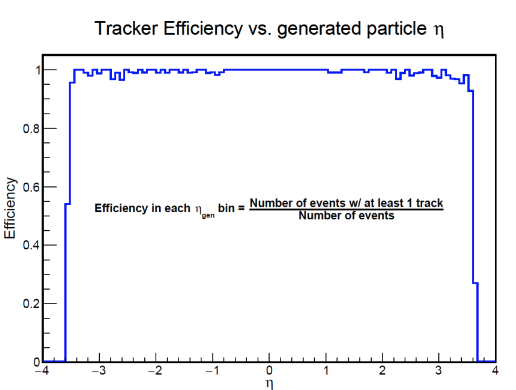 Tracker Efficiency vs. generated particle η
Efficiency
1
0.8
0.6
0.4
0.2
0
Efficiency in each ηgen bin = Number of events w/ at least 1 track
Number of events
−4 −3 −2 −1 0 1 2 3 4
η